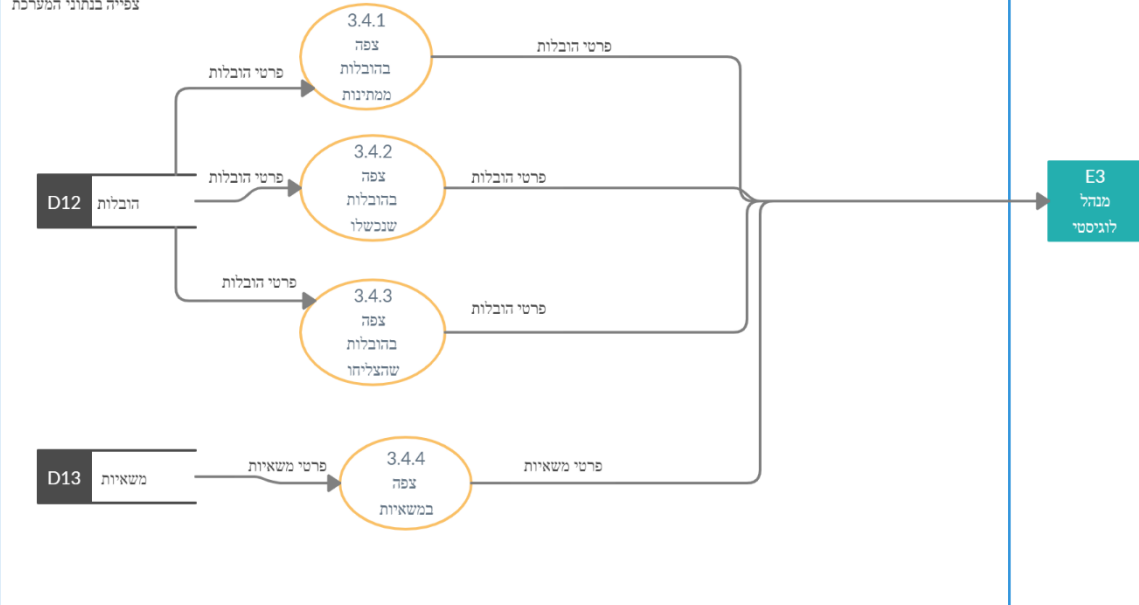 צפייה בנתוני המערכת
3.4.1
צפה
בהובלות
ממתינות
פרטי הובלות
פרטי הובלות
3.4.2
צפה
בהובלות
שנכשלו
פרטי הובלות
פרטי הובלות
D12
הובלות
E3
מנהל
לוגיסטי
פרטי הובלות
3.4.3
צפה
בהובלות
שהצליחו
פרטי הובלות
D13
משאיות
פרטי משאיות
3.4.4
צפה
במשאיות
פרטי משאיות